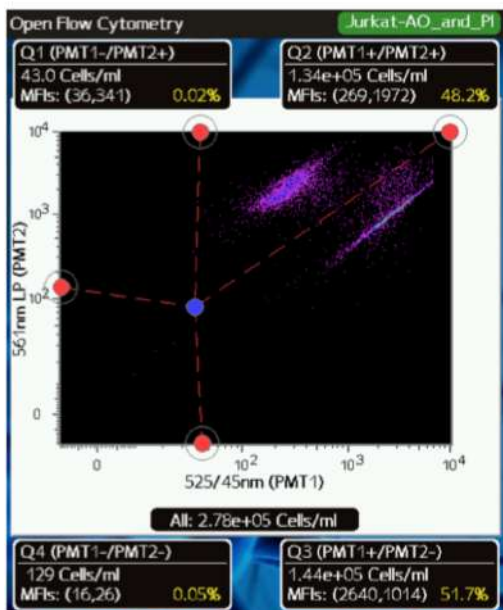 Open Flow Cytometry
Jurkat-AO_and_PI
Q1 (PMT1-/PMT2+)
43.0 Cells/ml
MFIs: (36,341) 0.02%
Q2 (PMT1+/PMT2+)
1.34e+05 Cells/ml
MFIs: (269,1972) 48.2%
10⁴
10³
10²
0
561nm LP (PMT2)
0 10² 10³ 10⁴
525/45nm (PMT1)
All: 2.78e+05 Cells/ml
Q4 (PMT1-/PMT2-)
129 Cells/ml
MFIs: (16,26) 0.05%
Q3 (PMT1+/PMT2-)
1.44e+05 Cells/ml
MFIs: (2640,1014) 51.7%